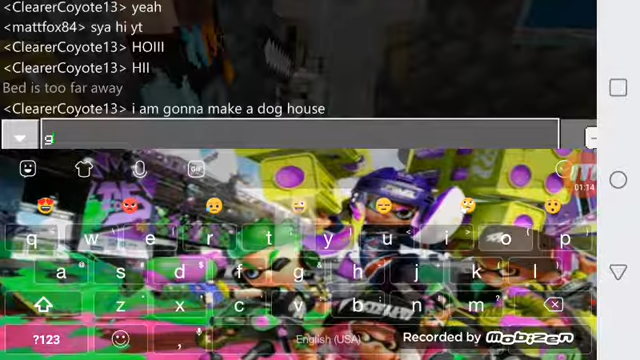 <ClearerCoyote13> yeah
<mattfox84> sya hi yt
<ClearerCoyote13> HOIII
<ClearerCoyote13> HII
Bed is too far away
<ClearerCoyote13> i am gonna make a dog house
g
GIF
01:14
q w e r t y u i o p
a s d f g h j k l
z x c v b n m
?123 , English (USA) Recorded by mobizen